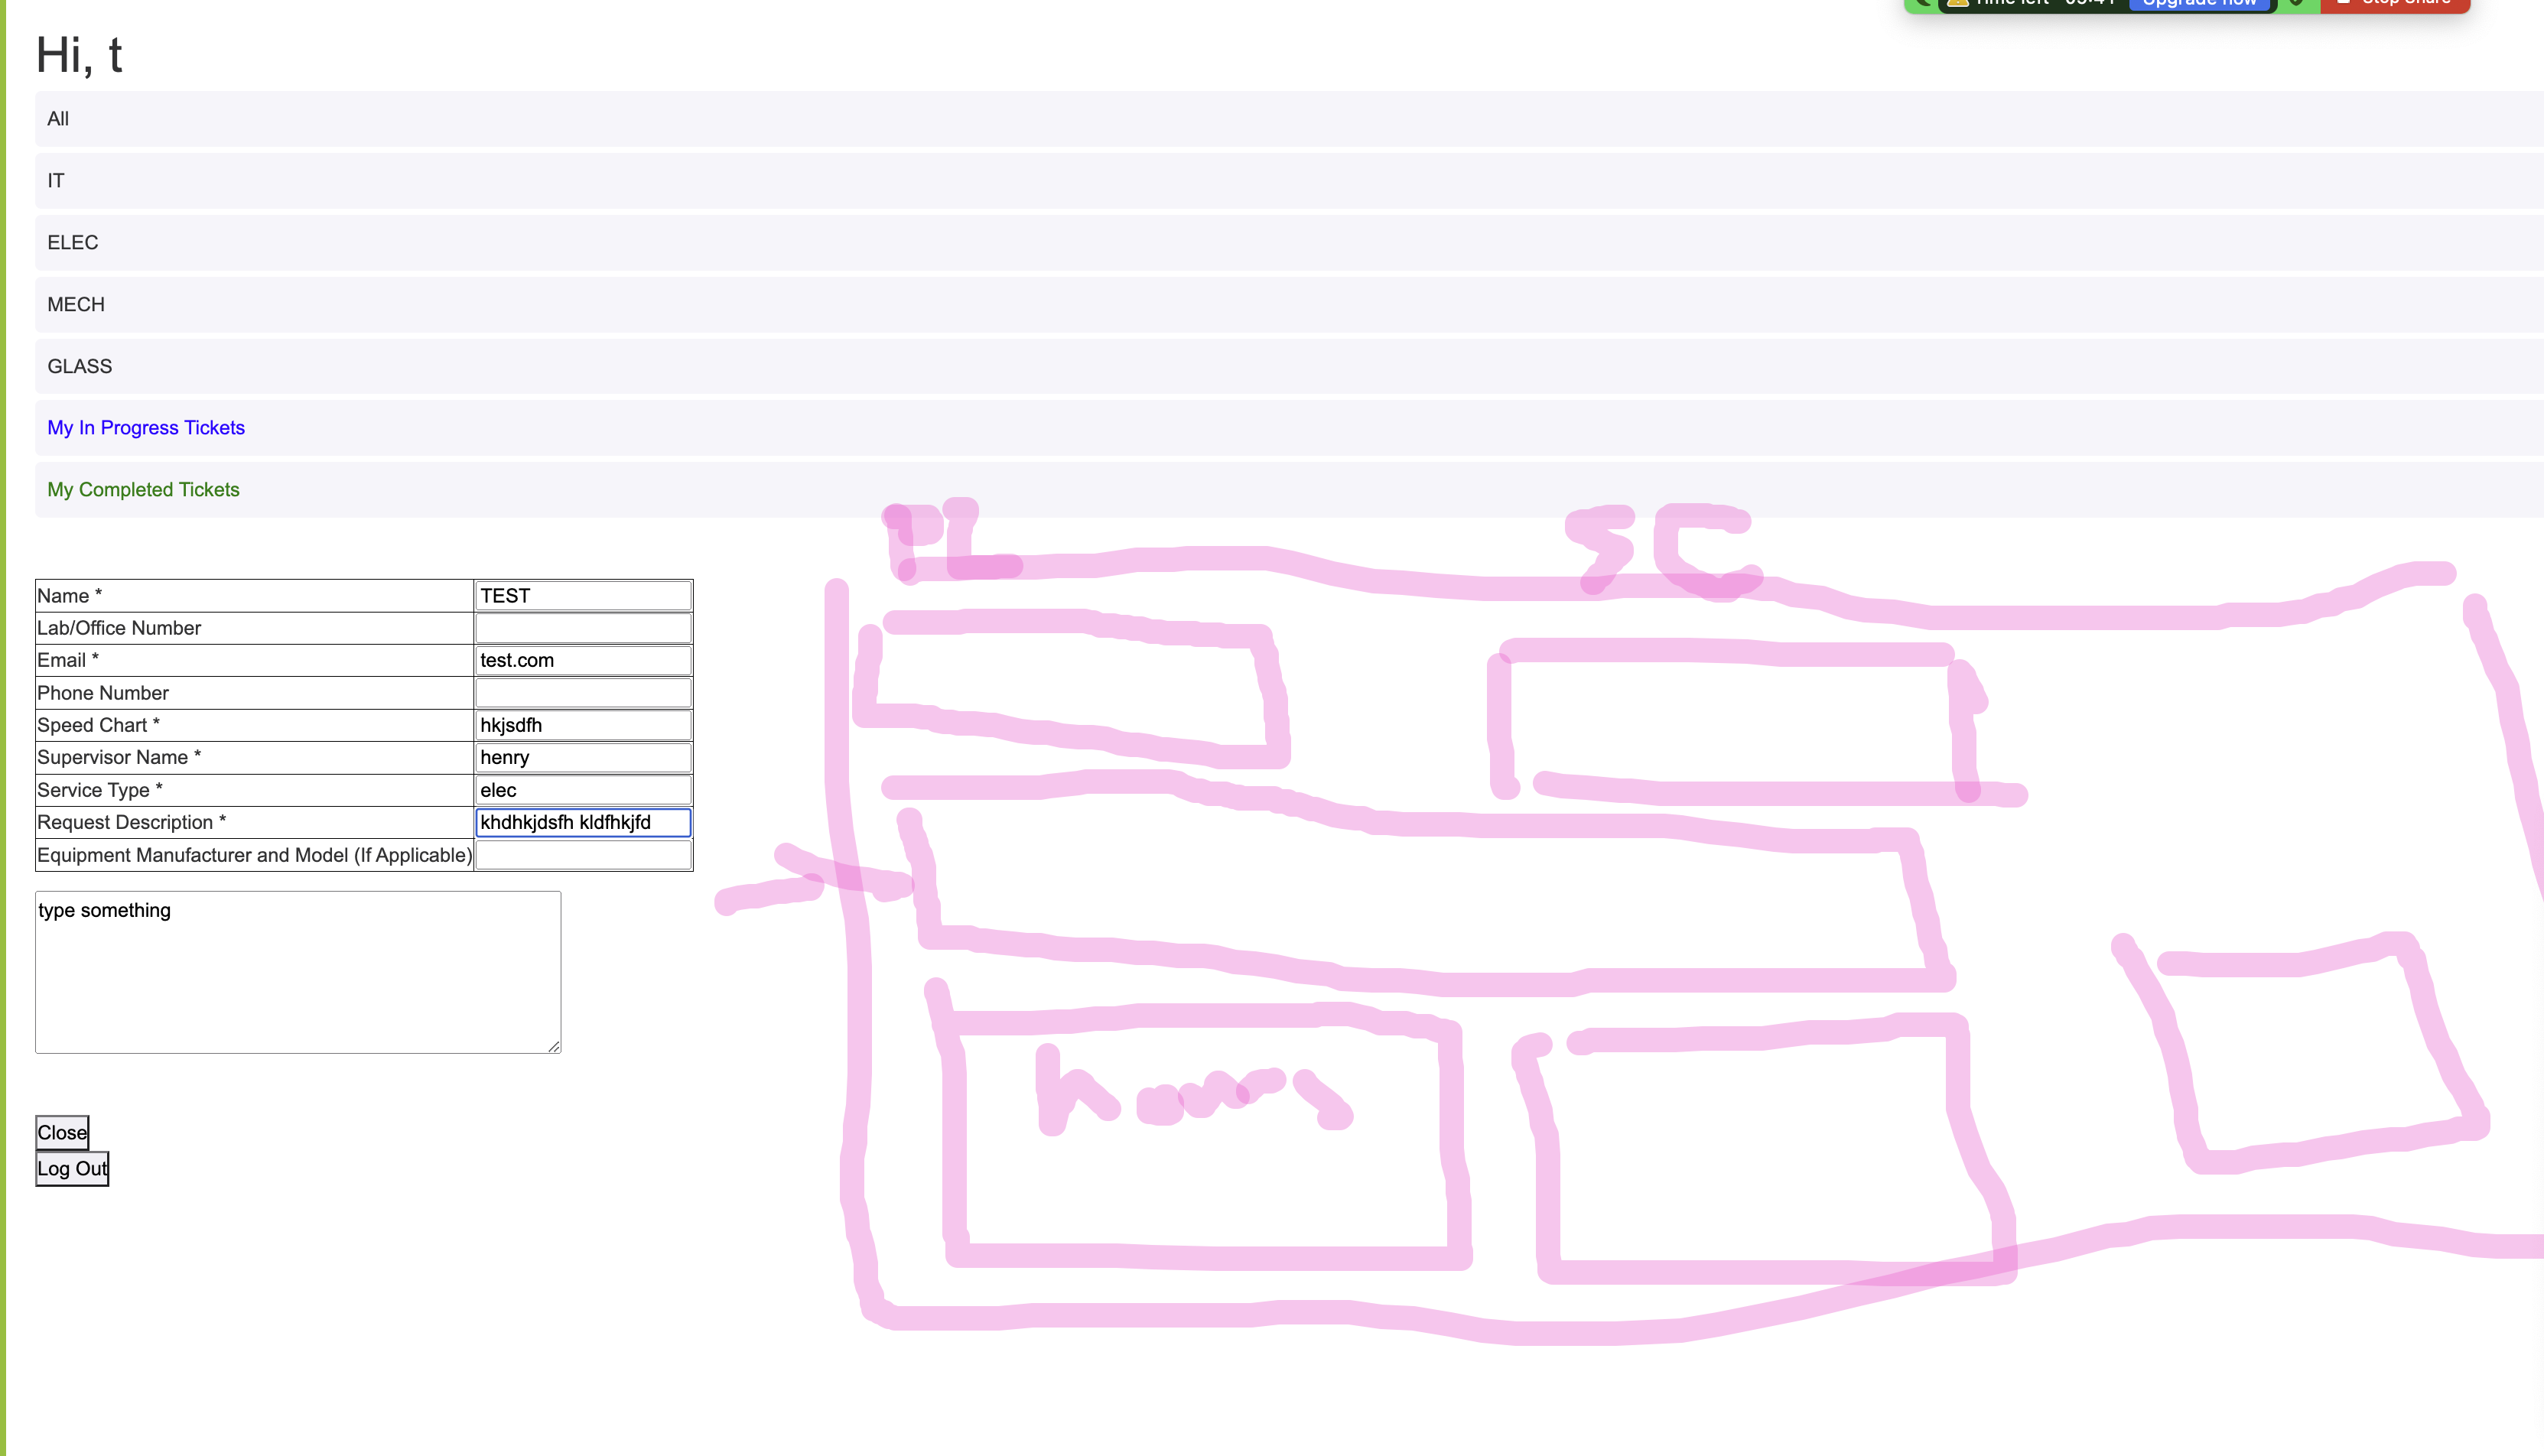 Hi, t
All
IT
ELEC
MECH
GLASS
My In Progress Tickets
My Completed Tickets
SC
Name * TEST
Lab/Office Number
Email * test.com
Phone Number
Speed Chart * hkjsdfh
Supervisor Name * henry
Service Type * elec
Request Description * khdhkjdsfh kldfhkjfd
Equipment Manufacturer and Model (If Applicable)
type something
Close
Log Out